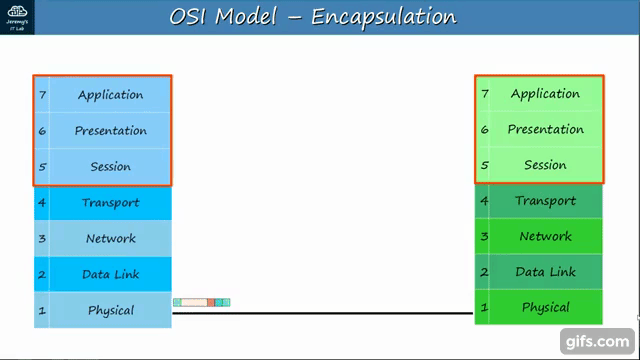 Jeremy's
IT Lab
OSI Model – Encapsulation
7 Application
6 Presentation
5 Session
4 Transport
3 Network
2 Data Link
1 Physical
7 Application
6 Presentation
5 Session
4 Transport
3 Network
2 Data Link
1 Physical
gifs.com